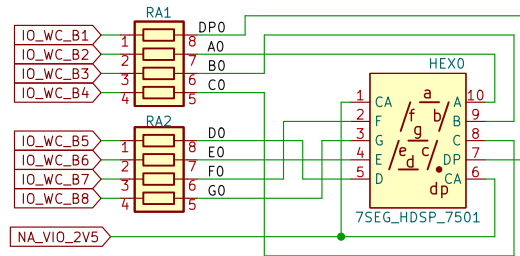 RA1
DP0
IO_WC_B1 1 8
A0
IO_WC_B2 2 7
B0
IO_WC_B3 3 6
C0
IO_WC_B4 4 5
HEX0
1 CA a A 10
2 F f b B 9
3 G g C 8
4 E e c DP 7
5 D d CA 6
dp
7SEG_HDSP_7501
RA2
D0
IO_WC_B5 1 8
E0
IO_WC_B6 2 7
F0
IO_WC_B7 3 6
G0
IO_WC_B8 4 5
NA_VIO_2V5